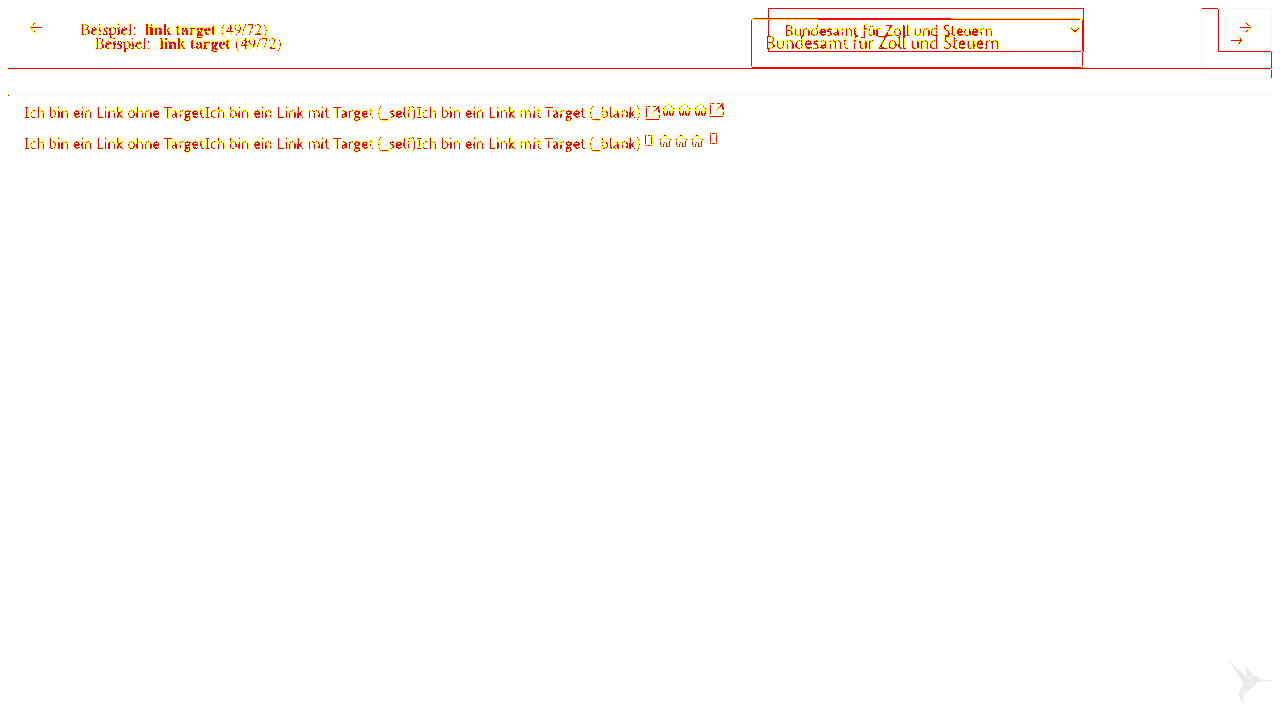 Beispiel: link target (49/72)
Bundesamt für Zoll und Steuern
Beispiel: link target (49/72)
Bundesamt für Zoll und Steuern
Ich bin ein Link ohne TargetIch bin ein Link mit Target (_self)Ich bin ein Link mit Target (_blank)
Ich bin ein Link ohne TargetIch bin ein Link mit Target (_self)Ich bin ein Link mit Target (_blank)